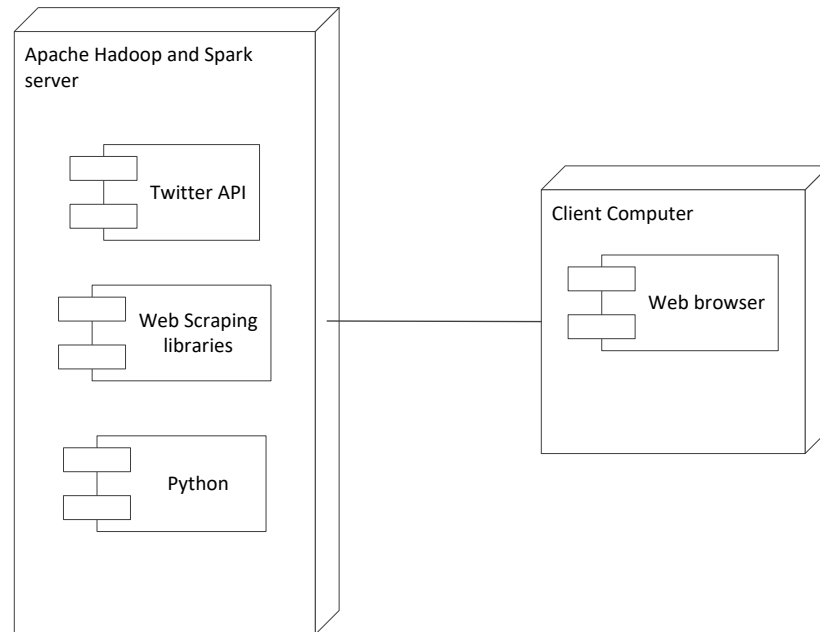 Apache Hadoop and Spark
server
Twitter API
Web Scraping
libraries
Python
Client Computer
Web browser